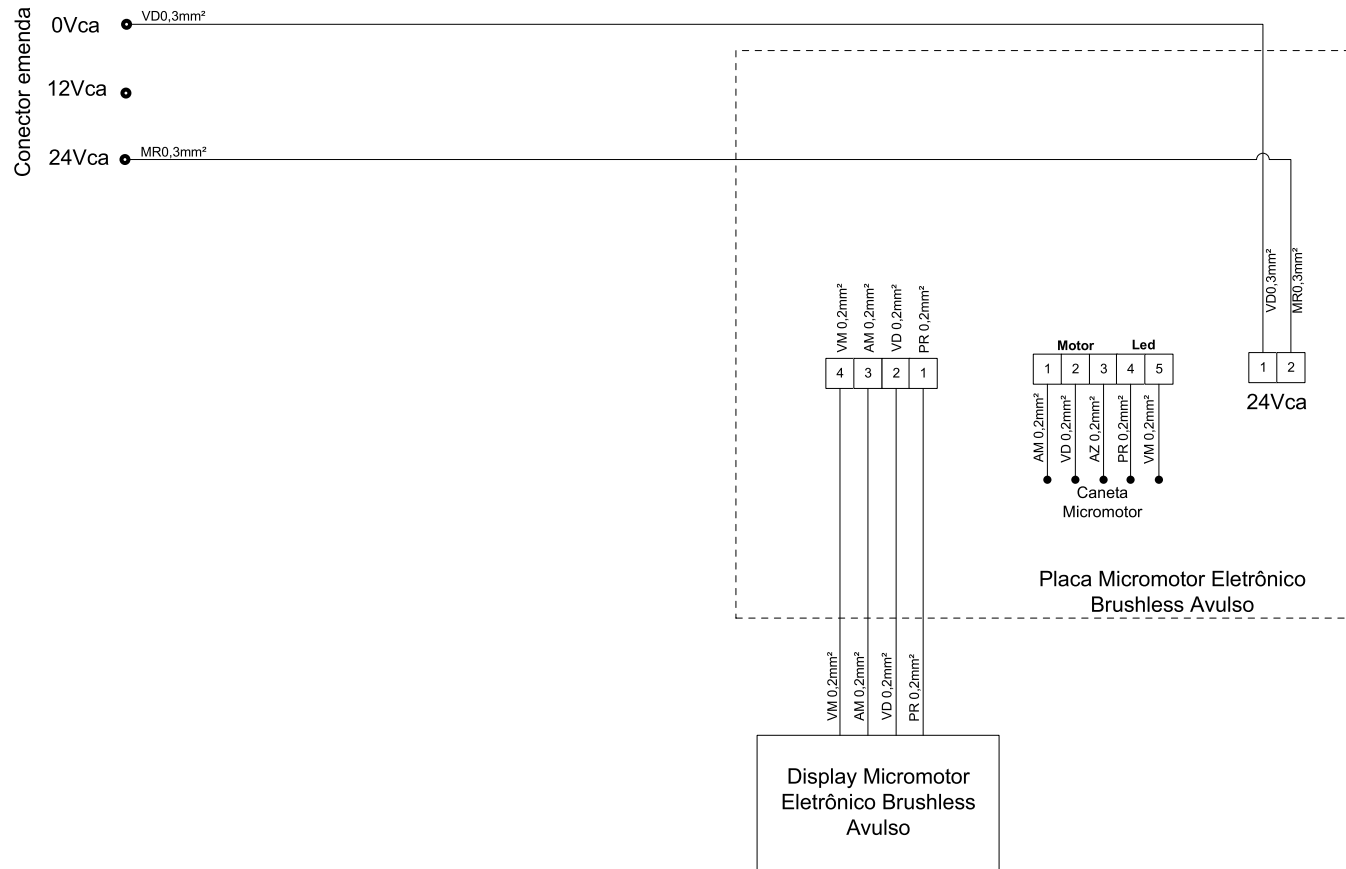 Conector emenda
0Vca
VD0,3mm²
12Vca
24Vca
MR0,3mm²
VD0,3mm²
MR0,3mm²
VM 0,2mm²
AM 0,2mm²
VD 0,2mm²
PR 0,2mm²
4 3 2 1
Motor Led
1 2 3 4 5
1 2
24Vca
AM 0,2mm²
VD 0,2mm²
AZ 0,2mm²
PR 0,2mm²
VM 0,2mm²
Caneta
Micromotor
Placa Micromotor Eletrônico
Brushless Avulso
VM 0,2mm²
AM 0,2mm²
VD 0,2mm²
PR 0,2mm²
Display Micromotor
Eletrônico Brushless
Avulso